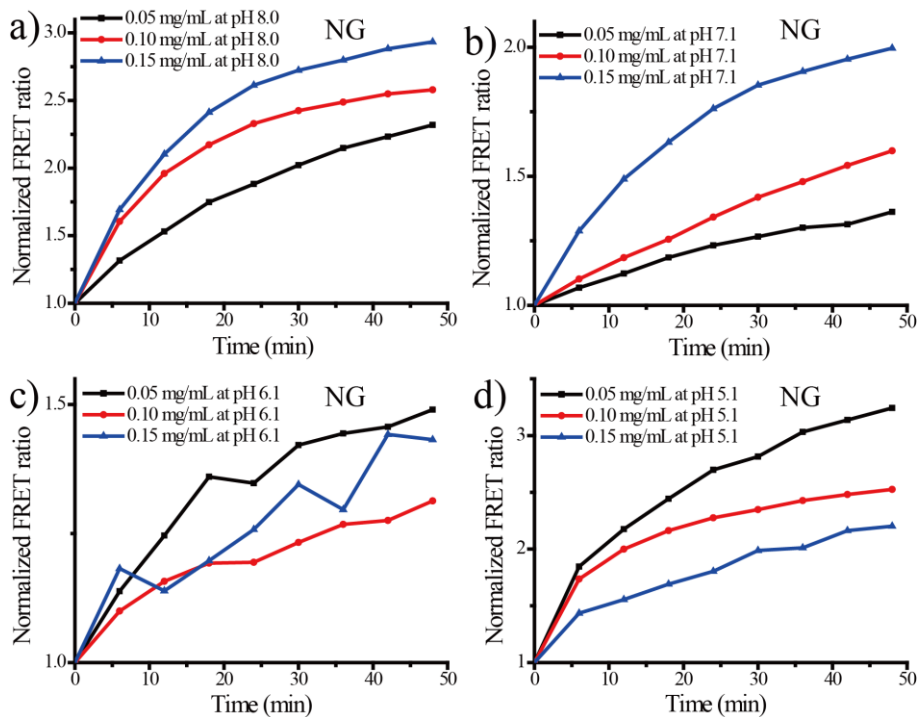 a)
0.05 mg/mL at pH 8.0
0.10 mg/mL at pH 8.0
0.15 mg/mL at pH 8.0
NG
Normalized FRET ratio
3.0
2.5
2.0
1.5
1.0
0 10 20 30 40 50
Time (min)
b)
0.05 mg/mL at pH 7.1
0.10 mg/mL at pH 7.1
0.15 mg/mL at pH 7.1
NG
Normalized FRET ratio
2.0
1.5
1.0
0 10 20 30 40 50
Time (min)
c)
0.05 mg/mL at pH 6.1
0.10 mg/mL at pH 6.1
0.15 mg/mL at pH 6.1
NG
Normalized FRET ratio
1.5
1.0
0 10 20 30 40 50
Time (min)
d)
0.05 mg/mL at pH 5.1
0.10 mg/mL at pH 5.1
0.15 mg/mL at pH 5.1
NG
Normalized FRET ratio
3
2
1
0 10 20 30 40 50
Time (min)